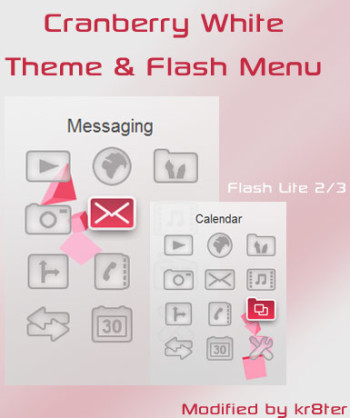 Cranberry White
Theme & Flash Menu
Messaging
Flash Lite 2/3
Calendar
30
30
Modified by kr8ter